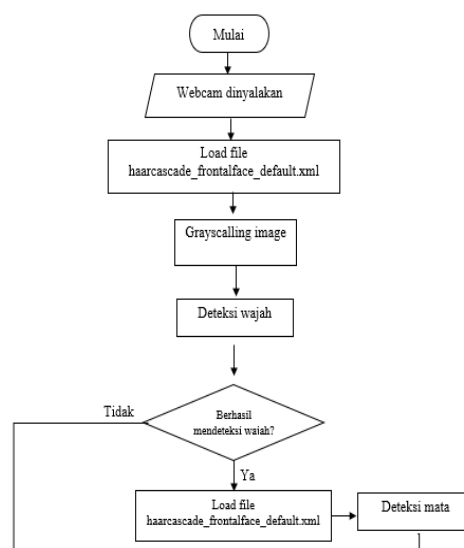 Mulai
Webcam dinyalakan
Load file
haarcascade_frontalface_default.xml
Grayscalling image
Deteksi wajah
Tidak
Berhasil
mendeteksi wajah?
Ya
Load file
haarcascade_frontalface_default.xml
Deteksi mata